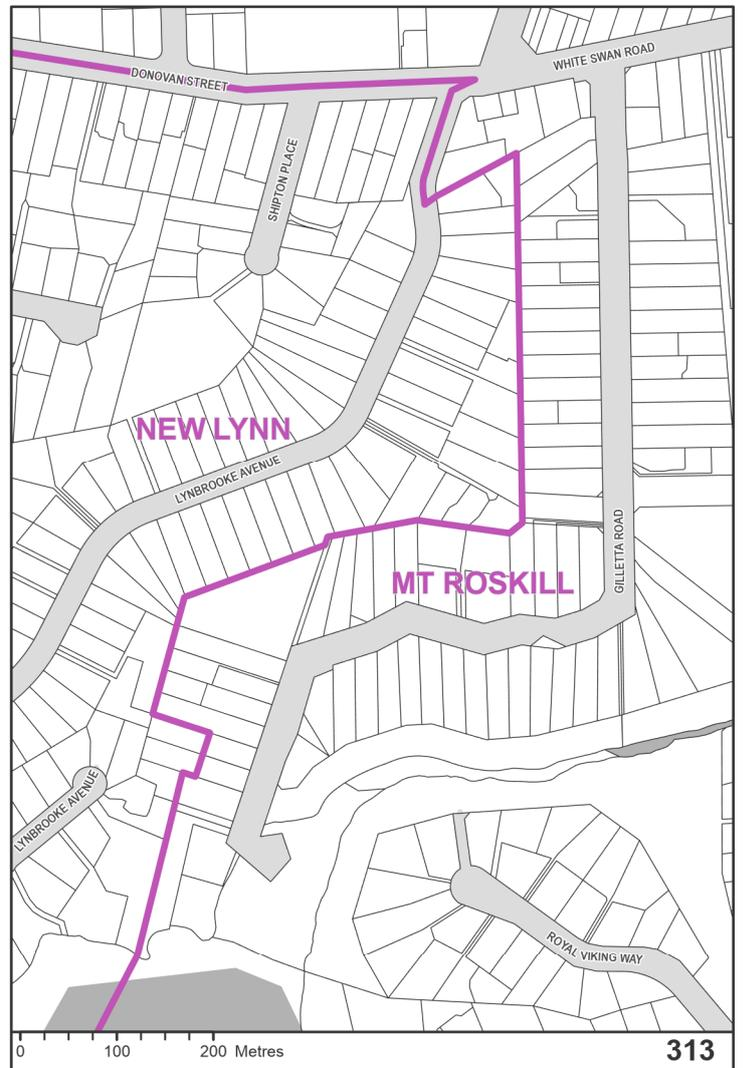 WHITE SWAN ROAD
DONOVAN STREET
SHIPTON PLACE
NEW LYNN
LYNBROOKE AVENUE
GILLETTA ROAD
MT ROSKILL
LYNBROOKE AVENUE
ROYAL VIKING WAY
0 100 200 Metres
313